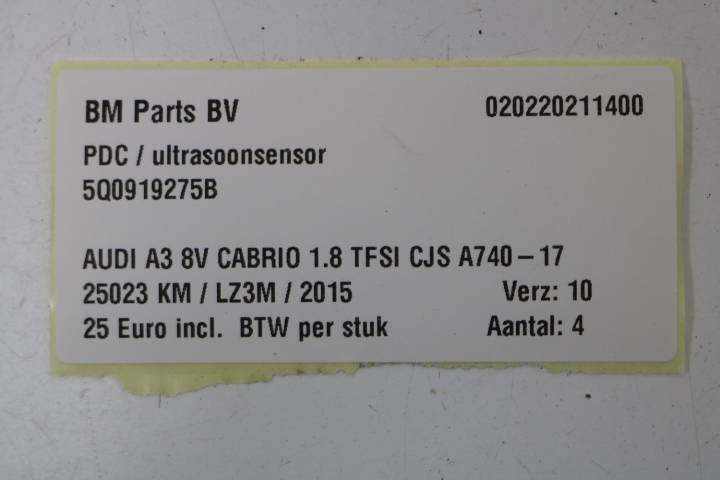 BM Parts BV 020220211400
PDC / ultrasoonsensor
5Q0919275B
AUDI A3 8V CABRIO 1.8 TFSI CJS A740 – 17
25023 KM / LZ3M / 2015 Verz: 10
25 Euro incl. BTW per stuk Aantal: 4